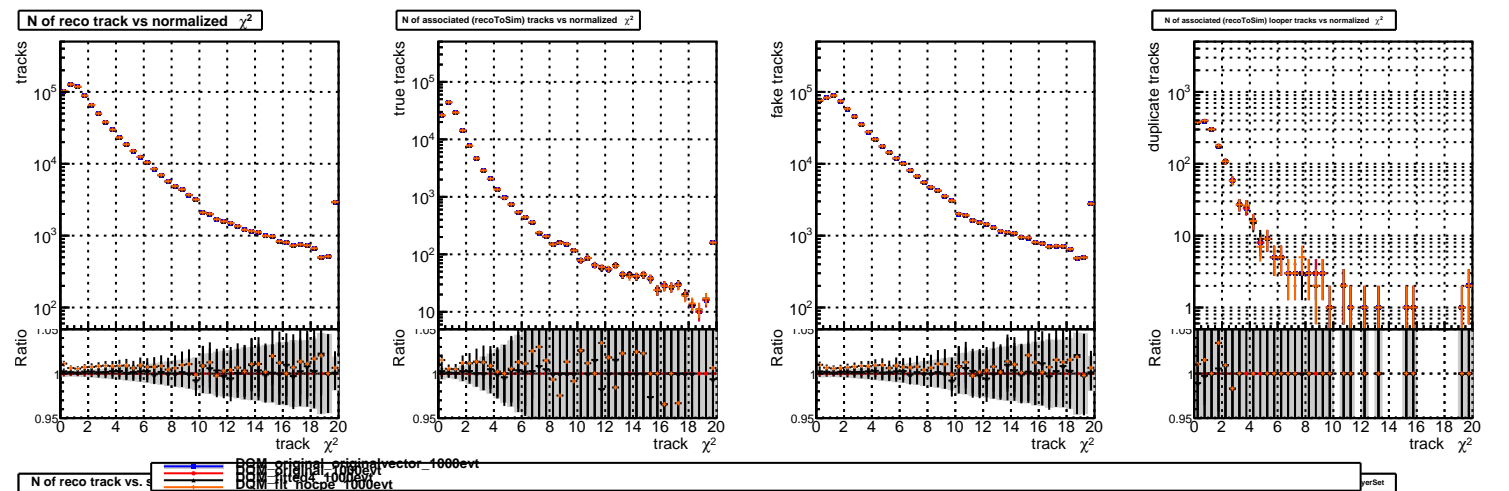 N of reco track vs normalized χ²
N of associated (recoToSim) tracks vs normalized χ²
N of associated (recoToSim) looper tracks vs normalized χ²
tracks
10⁵
10⁴
10³
10²
Ratio
1.05
1
0.95
0 2 4 6 8 10 12 14 16 18 20
track χ²
true tracks
10⁵
10⁴
10³
10²
10
Ratio
1
0.95
0 2 4 6 8 10 12 14 16 18 20
track χ²
fake tracks
10⁵
10⁴
10³
10²
Ratio
1.05
1
0.95
0 2 4 6 8 10 12 14 16 18 20
track χ²
duplicate tracks
10³
10²
10
1
Ratio
1.05
1
0.95
0 2 4 6 8 10 12 14 16 18 20
track χ²
DQM_original_originalvector_1000evt
DQM_original_1000evt
DQM_fitted4_1000evt
DQM_fit_nocpe_1000evt
N of reco track vs. s
yerSet